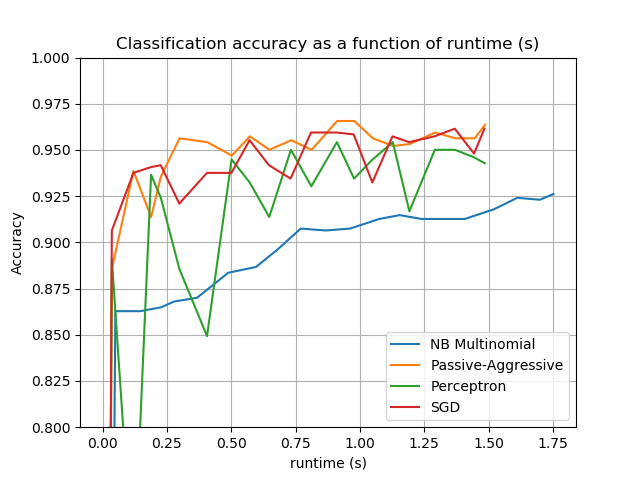 Classification accuracy as a function of runtime (s)
1.000
0.975
0.950
0.925
0.900
0.875
0.850
0.825
0.800
Accuracy
NB Multinomial
Passive-Aggressive
Perceptron
SGD
0.00 0.25 0.50 0.75 1.00 1.25 1.50 1.75
runtime (s)